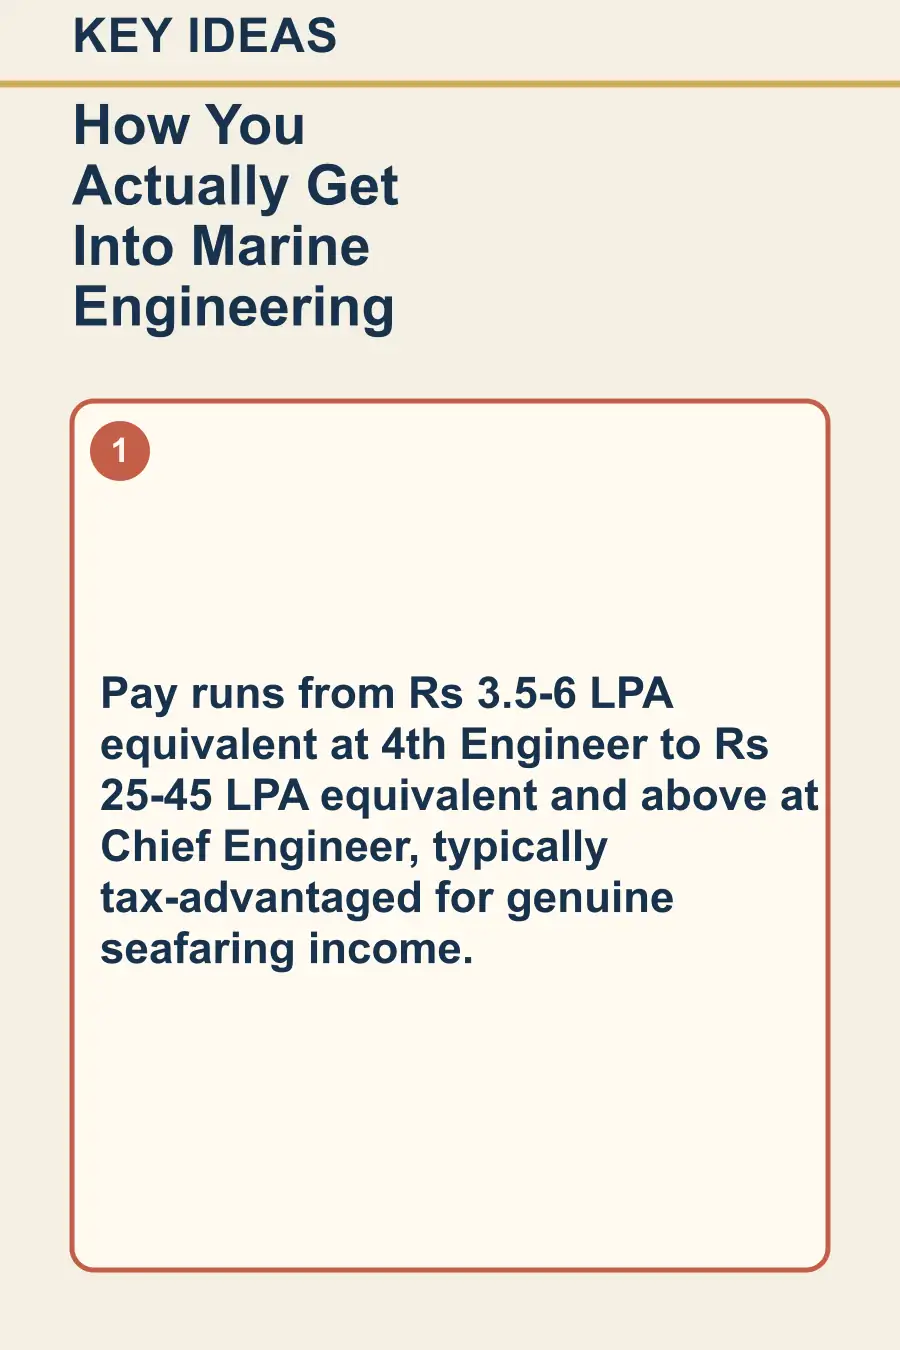 KEY IDEAS
How You
Actually Get
Into Marine
Engineering
1
Pay runs from Rs 3.5-6 LPA
equivalent at 4th Engineer to Rs
25-45 LPA equivalent and above at
Chief Engineer, typically
tax-advantaged for genuine
seafaring income.